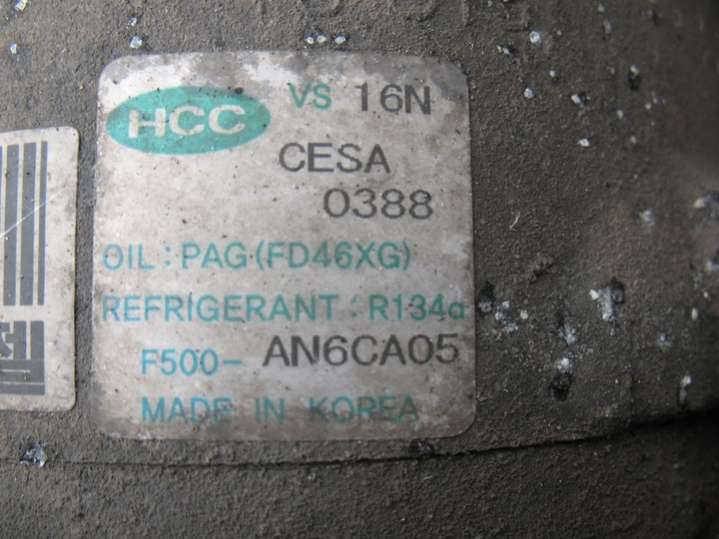 HCC VS 16N
CESA
0388
OIL : PAG (FD46XG)
REFRIGERANT : R134a
F500- AN6CA05
MADE IN KOREA